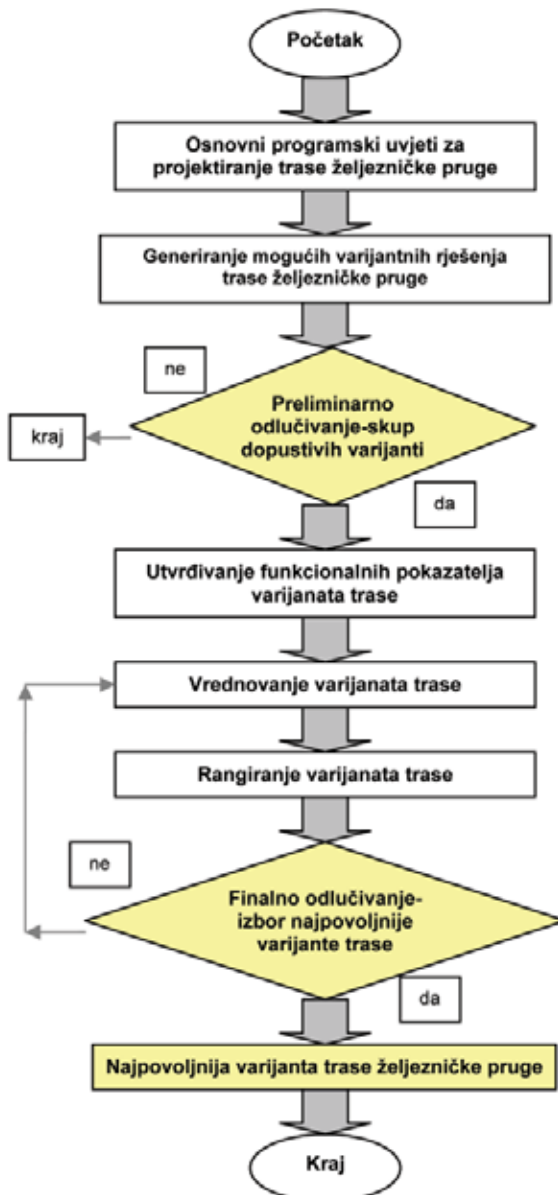 Početak
Osnovni programski uvjeti za
projektiranje trase željezničke pruge
Generiranje mogućih varijantnih rješenja
trase željezničke pruge
ne
Preliminarno
odlučivanje-skup
dopustivih varijanti
kraj
da
Utvrđivanje funkcionalnih pokazatelja
varijanata trase
Vrednovanje varijanata trase
Rangiranje varijanata trase
ne
Finalno odlučivanje-
izbor najpovoljnije
varijante trase
da
Najpovoljnija varijanta trase željezničke pruge
Kraj